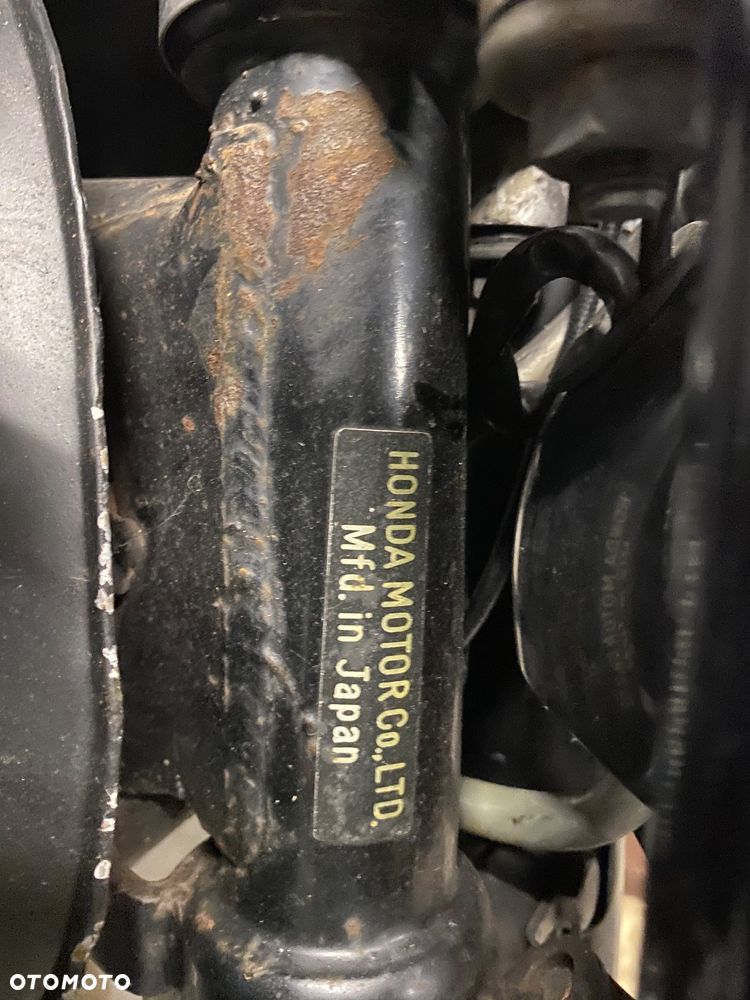 HONDA MOTOR Co.,LTD.
Mfd. in Japan
OTOMOTO